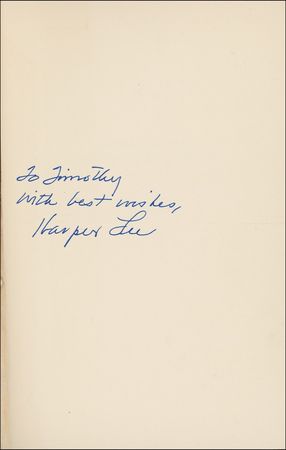 To Timothy
with best wishes,
Harper Lee